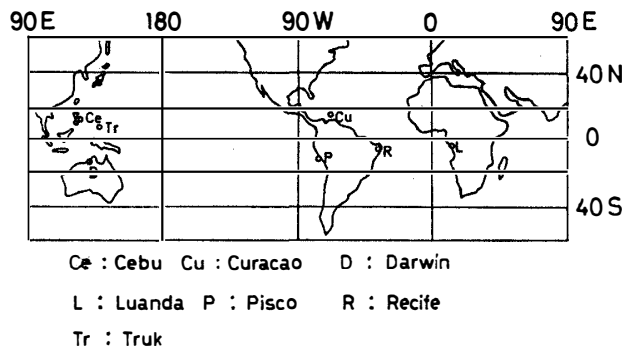 90E 180 90W 0 90E
40N
Ce
Tr
Cu
0
P
R
L
D
40S
Ce : Cebu Cu : Curacao D : Darwin
L : Luanda P : Pisco R : Recife
Tr : Truk